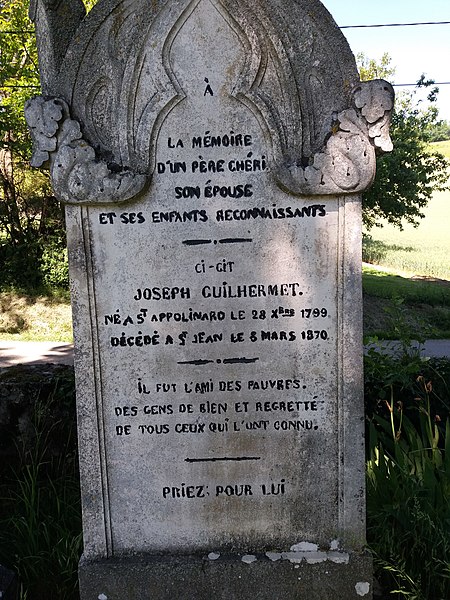 À
LA MÉMOIRE
D'UN PÈRE CHÉRI
SON ÉPOUSE
ET SES ENFANTS RECONNAISSANTS
CI-GIT
JOSEPH GUILHERMET.
NÉ A ST APPOLINARD LE 28 XBRE 1799.
DÉCÉDÉ A ST JEAN LE 8 MARS 1870.
IL FUT L'AMI DES PAUVRES.
DES GENS DE BIEN ET REGRETTÉ
DE TOUS CEUX QUI L'ONT CONNU.
PRIEZ POUR LUI